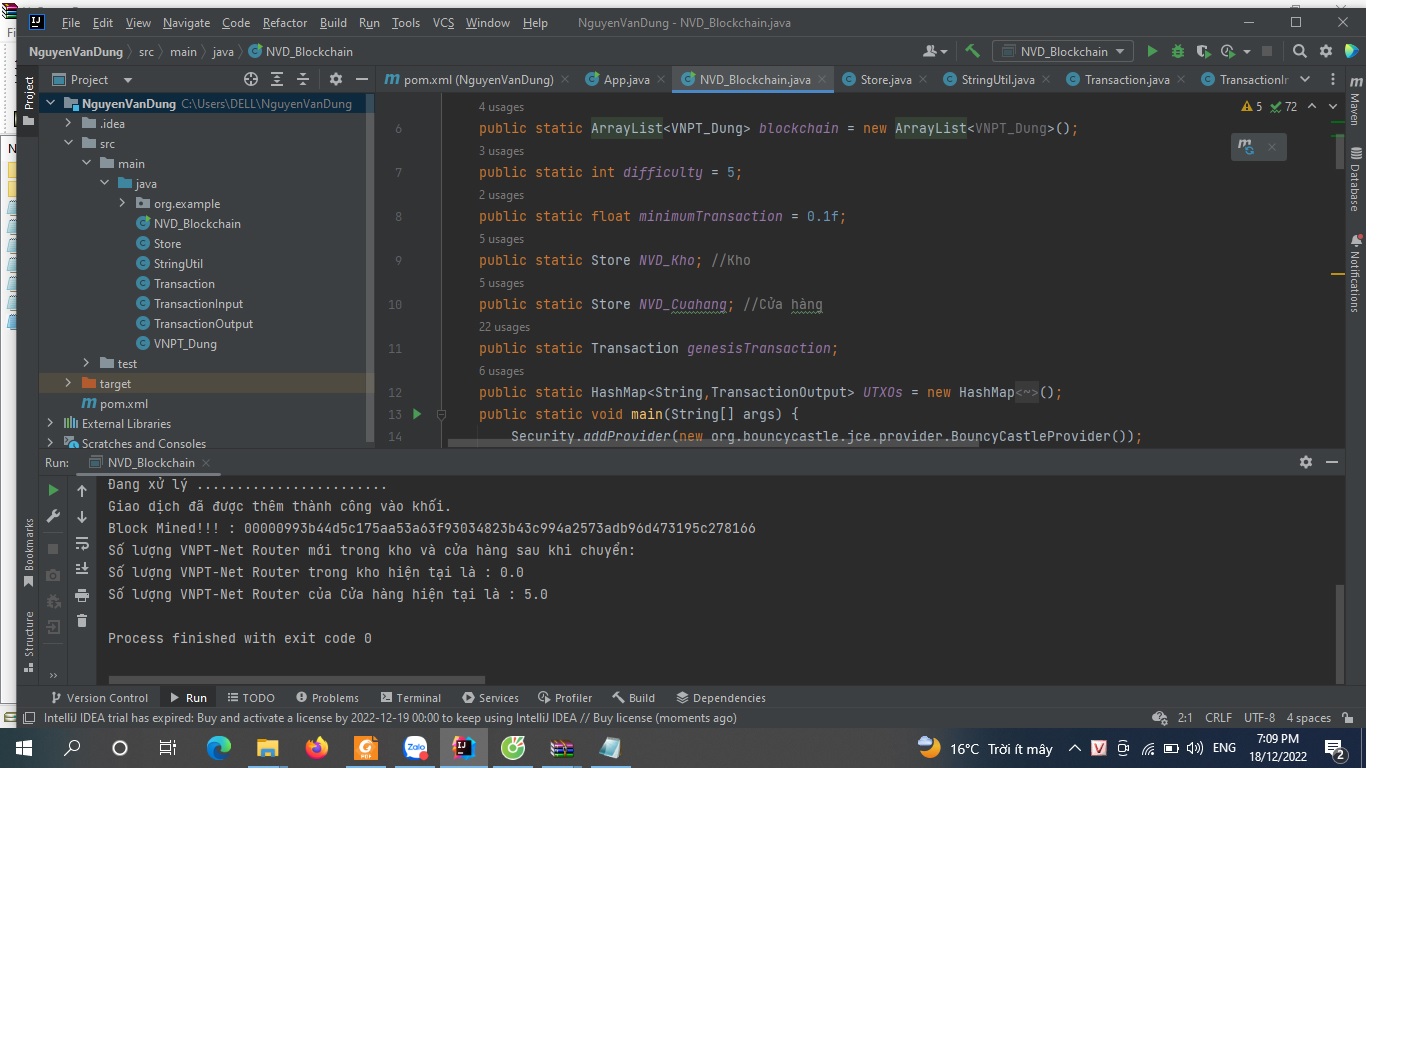 File Edit View Navigate Code Refactor Build Run Tools VCS Window Help NguyenVanDung - NVD_Blockchain.java
NguyenVanDung src main java NVD_Blockchain NVD_Blockchain
Project
pom.xml (NguyenVanDung) App.java NVD_Blockchain.java Store.java StringUtil.java Transaction.java TransactionIr
NguyenVanDung C:\Users\DELL\NguyenVanDung
.idea
src
main
java
org.example
NVD_Blockchain
Store
StringUtil
Transaction
TransactionInput
TransactionOutput
VNPT_Dung
test
target
pom.xml
External Libraries
Scratches and Consoles
4 usages
5 72
6 public static ArrayList<VNPT_Dung> blockchain = new ArrayList<VNPT_Dung>();
3 usages
7 public static int difficulty = 5;
2 usages
8 public static float minimumTransaction = 0.1f;
5 usages
9 public static Store NVD_Kho; //Kho
5 usages
10 public static Store NVD_Cuahang; //Cửa hàng
22 usages
11 public static Transaction genesisTransaction;
6 usages
12 public static HashMap<String,TransactionOutput> UTXOs = new HashMap<~>();
13 public static void main(String[] args) {
14 Security.addProvider(new org.bouncycastle.jce.provider.BouncyCastleProvider());
Project
Bookmarks
Structure
Maven
Database
Notifications
Run: NVD_Blockchain
Đang xử lý ........................
Giao dịch đã được thêm thành công vào khối.
Block Mined!!! : 00000993b44d5c175aa53a63f93034823b43c994a2573adb96d473195c278166
Số lượng VNPT-Net Router mới trong kho và cửa hàng sau khi chuyển:
Số lượng VNPT-Net Router trong kho hiện tại là : 0.0
Số lượng VNPT-Net Router của Cửa hàng hiện tại là : 5.0
Process finished with exit code 0
Version Control Run TODO Problems Terminal Services Profiler Build Dependencies
IntelliJ IDEA trial has expired: Buy and activate a license by 2022-12-19 00:00 to keep using IntelliJ IDEA // Buy license (moments ago) 2:1 CRLF UTF-8 4 spaces
Zalo
16°C Trời ít mây ENG 7:09 PM
18/12/2022
2